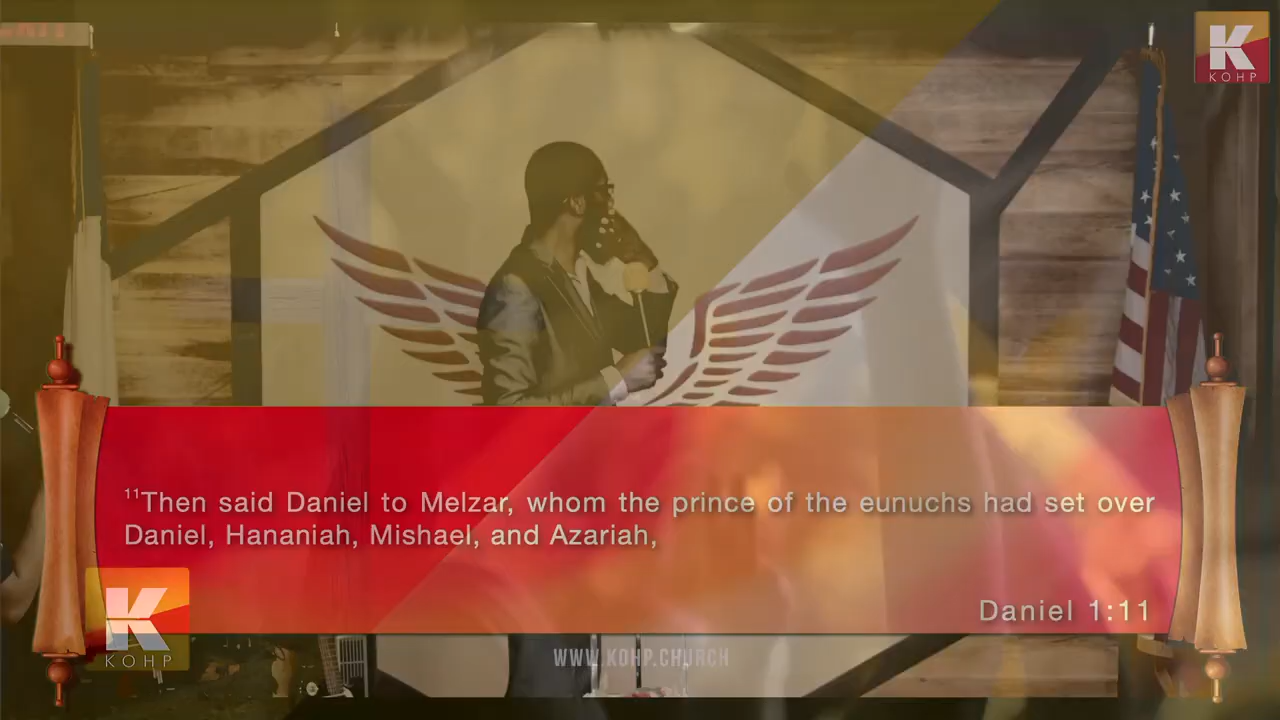 K
KOHP
¹¹Then said Daniel to Melzar, whom the prince of the eunuchs had set over
Daniel, Hananiah, Mishael, and Azariah,
Daniel 1:11
K
KOHP
WWW.KOHP.CHURCH